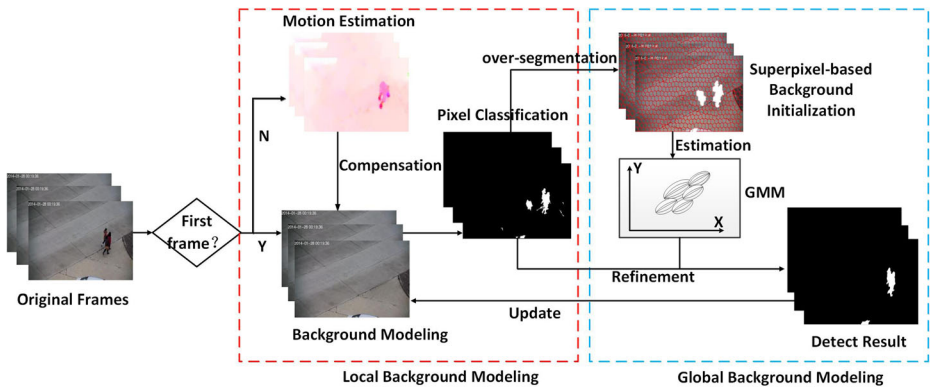 Motion Estimation
over-segmentation
Superpixel-based
Background
Initialization
Pixel Classification
N
Compensation
Estimation
Y
X
GMM
First
frame?
Y
Refinement
Original Frames
Update
Background Modeling
Detect Result
Local Background Modeling
Global Background Modeling